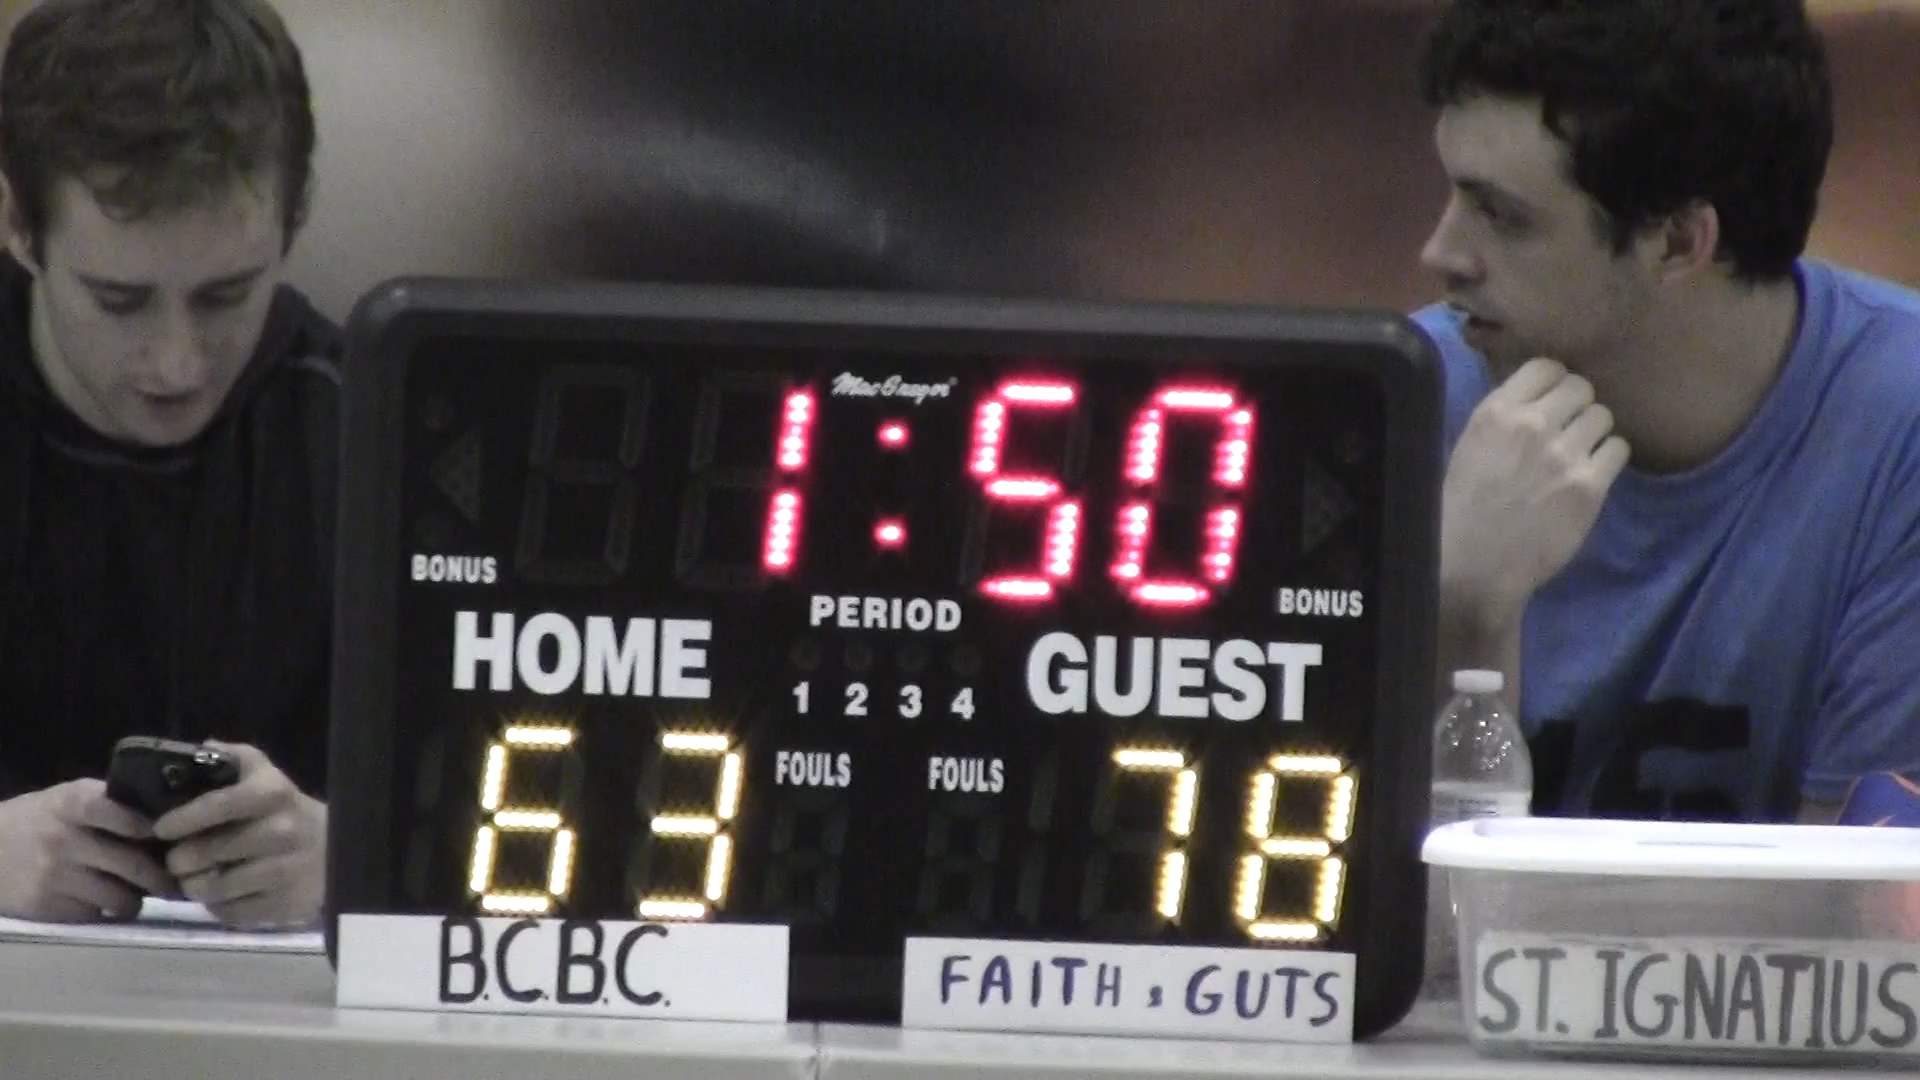 MacGregor
1:50
BONUS
BONUS
PERIOD
HOME
GUEST
1 2 3 4
63
FOULS
FOULS
78
B.C.B.C.
FAITH & GUTS
ST. IGNATIUS